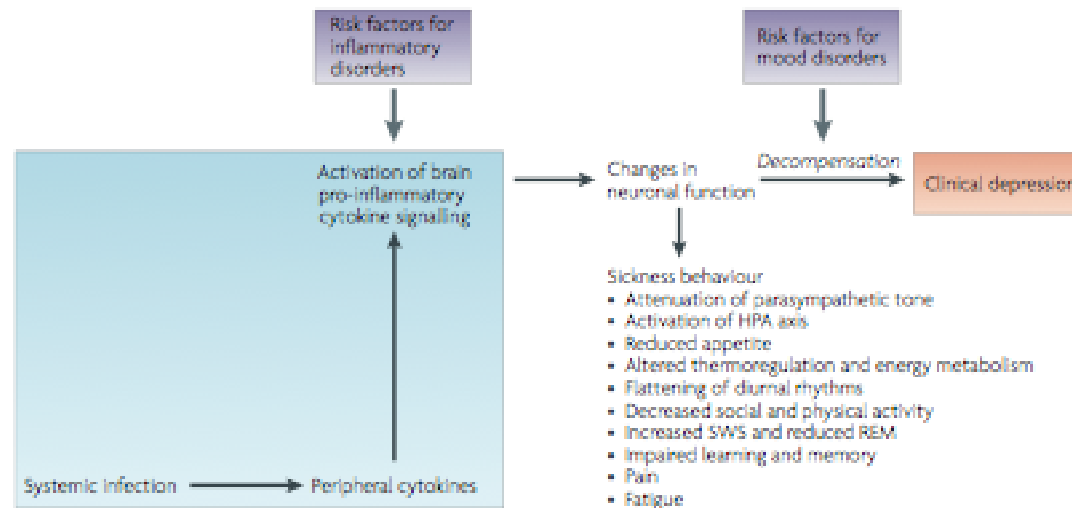 Risk factors for
inflammatory
disorders
Risk factors for
mood disorders
Activation of brain
pro-inflammatory
cytokine signalling
Changes in
neuronal function
Decompensation
Clinical depression
Sickness behaviour
• Attenuation of parasympathetic tone
• Activation of HPA axis
• Reduced appetite
• Altered thermoregulation and energy metabolism
• Flattening of diurnal rhythms
• Decreased social and physical activity
• Increased SWS and reduced REM
• Impaired learning and memory
• Pain
• Fatigue
Systemic infection
Peripheral cytokines